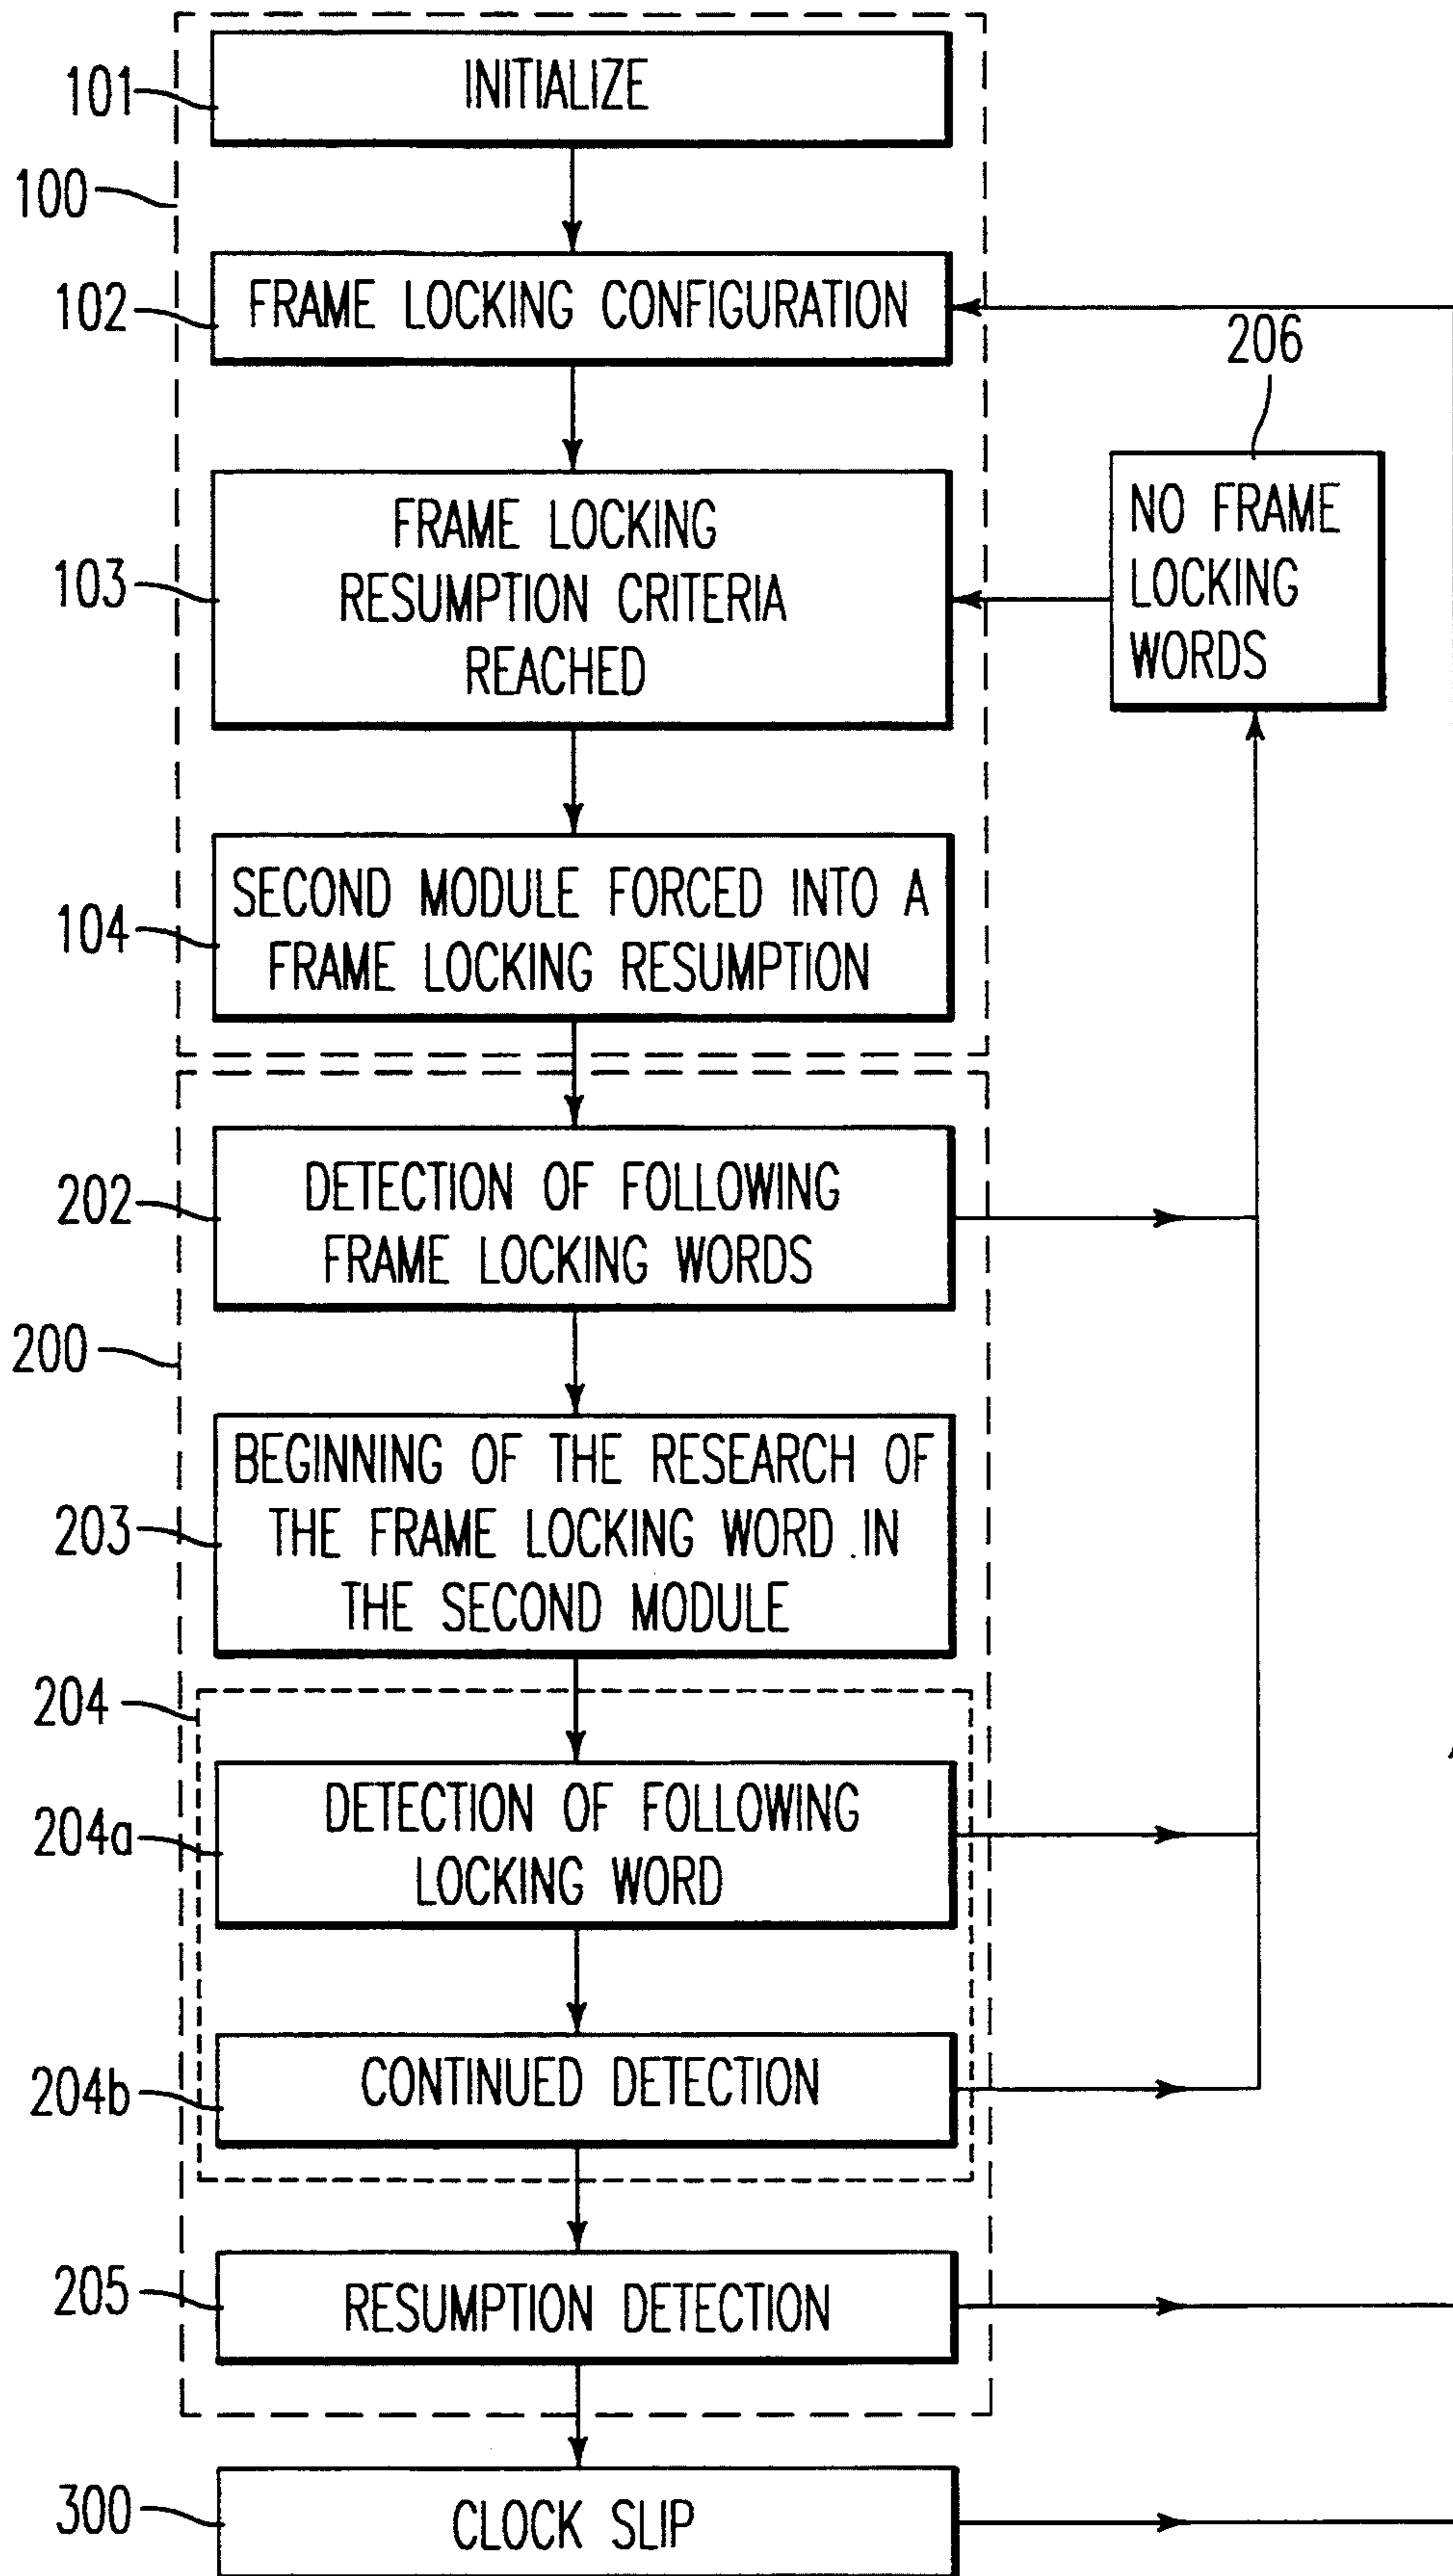 101
INITIALIZE
100
102
FRAME LOCKING CONFIGURATION
206
103
FRAME LOCKING
RESUMPTION CRITERIA
REACHED
NO FRAME
LOCKING
WORDS
104
SECOND MODULE FORCED INTO A
FRAME LOCKING RESUMPTION
202
DETECTION OF FOLLOWING
FRAME LOCKING WORDS
200
203
BEGINNING OF THE RESEARCH OF
THE FRAME LOCKING WORD IN
THE SECOND MODULE
204
204a
DETECTION OF FOLLOWING
LOCKING WORD
204b
CONTINUED DETECTION
205
RESUMPTION DETECTION
300
CLOCK SLIP